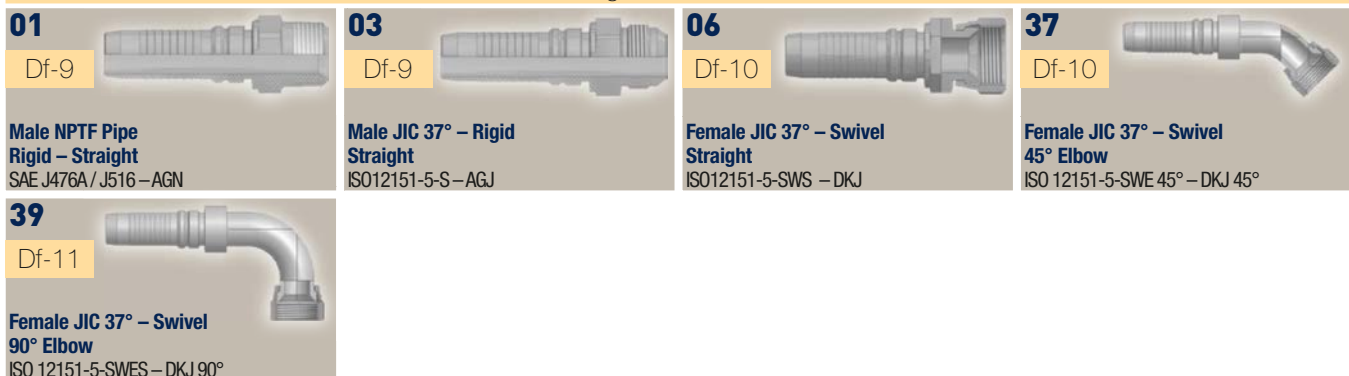 01
Df-9
Male NPTF Pipe
Rigid – Straight
SAE J476A / J516 – AGN
03
Df-9
Male JIC 37° – Rigid
Straight
ISO12151-5-S – AGJ
06
Df-10
Female JIC 37° – Swivel
Straight
ISO12151-5-SWS – DKJ
37
Df-10
Female JIC 37° – Swivel
45° Elbow
ISO 12151-5-SWE 45° – DKJ 45°
39
Df-11
Female JIC 37° – Swivel
90° Elbow
ISO 12151-5-SWES – DKJ 90°